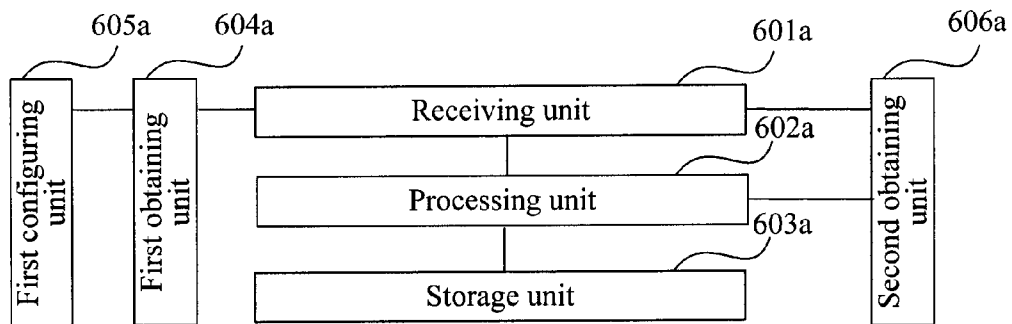 605a
604a
601a
606a
Receiving unit
602a
Processing unit
603a
Storage unit
First configuring
unit
First obtaining
unit
Second obtaining
unit